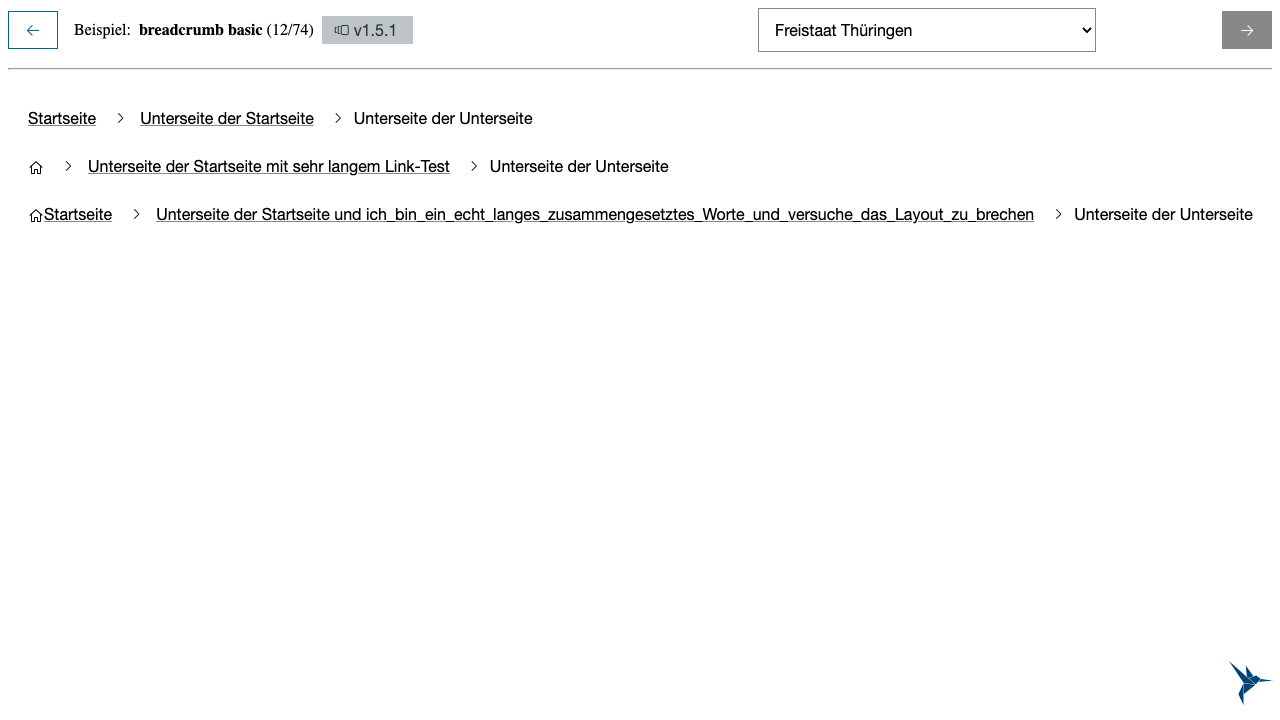 Beispiel: breadcrumb basic (12/74) v1.5.1 Freistaat Thüringen
Startseite Unterseite der Startseite Unterseite der Unterseite
Unterseite der Startseite mit sehr langem Link-Test Unterseite der Unterseite
Startseite Unterseite der Startseite und ich_bin_ein_echt_langes_zusammengesetztes_Worte_und_versuche_das_Layout_zu_brechen Unterseite der Unterseite